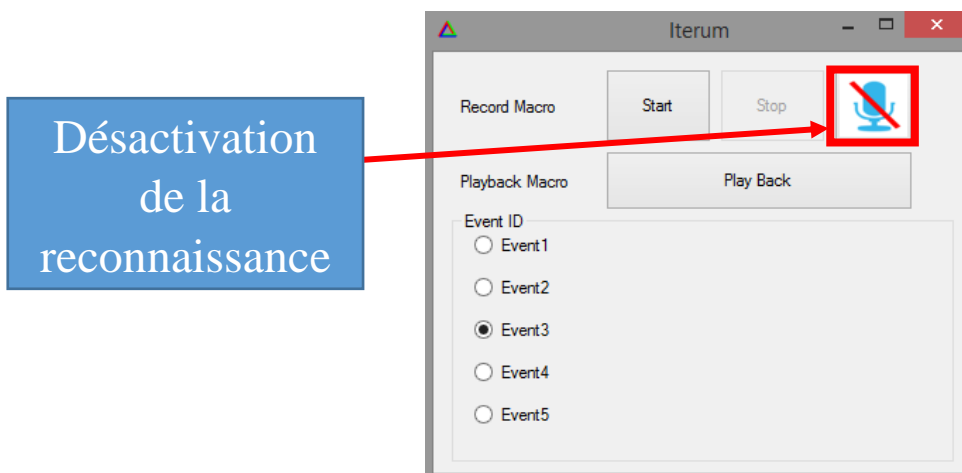 Iterum
Record Macro Start Stop
Désactivation
de la
reconnaissance
Playback Macro Play Back
Event ID
Event1
Event2
Event3
Event4
Event5